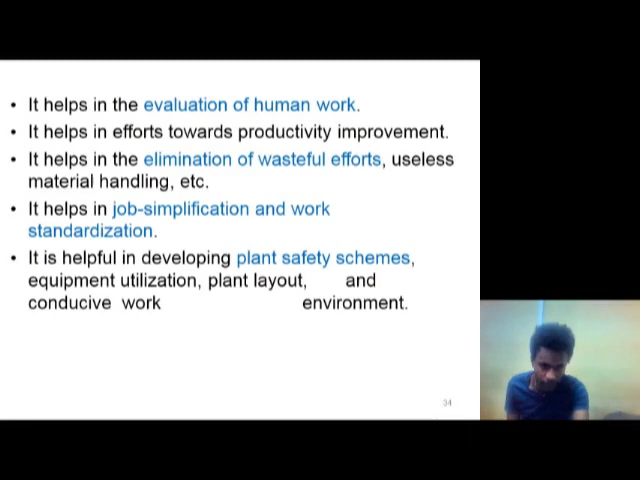 • It helps in the evaluation of human work.
• It helps in efforts towards productivity improvement.
• It helps in the elimination of wasteful efforts, useless
material handling, etc.
• It helps in job-simplification and work
standardization.
• It is helpful in developing plant safety schemes,
equipment utilization, plant layout, and
conducive work environment.
34